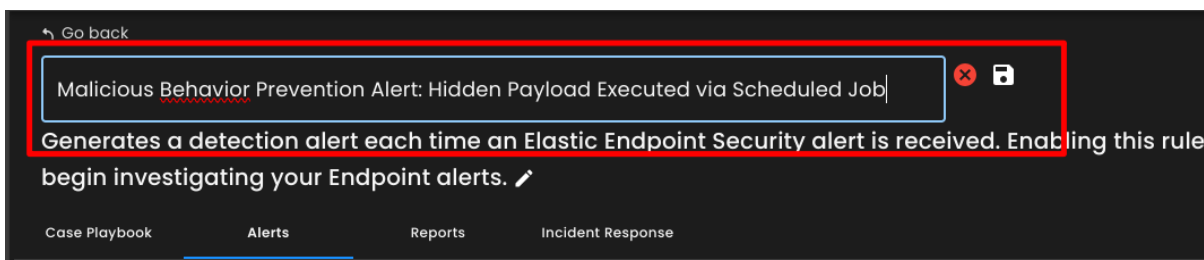 Go back
Malicious Behavior Prevention Alert: Hidden Payload Executed via Scheduled Job
Generates a detection alert each time an Elastic Endpoint Security alert is received. Enabling this rule
begin investigating your Endpoint alerts.
Case Playbook Alerts Reports Incident Response